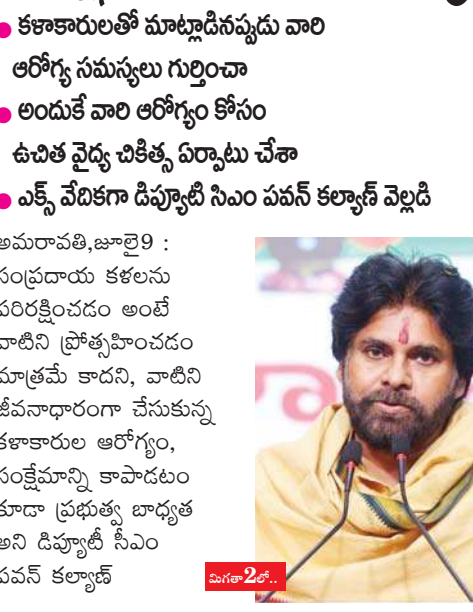 • కళాకారులతో మాట్లాడినప్పుడు వారి
ఆరోగ్య సమస్యలు గుర్తించా
• అందుకే వారి ఆరోగ్యం కోసం
ఉచిత వైద్య చికిత్స ఏర్పాటు చేశా
• ఎక్స్ వేదికగా డిప్యూటి సిఎం పవన్ కల్యాణ్ వెల్లడి
అమరావతి,జూలై9 :
సంప్రదాయ కళలను
పరిరక్షించడం అంటే
వాటిని ప్రోత్సహించడం
మాత్రమే కాదని, వాటిని
జీవనాధారంగా చేసుకున్న
కళాకారుల ఆరోగ్యం,
సంక్షేమాన్ని కాపాడటం
కూడా ప్రభుత్వ బాధ్యత
అని డిప్యూటీ సీఎం
పవన్ కల్యాణ్
మిగతా2లో..